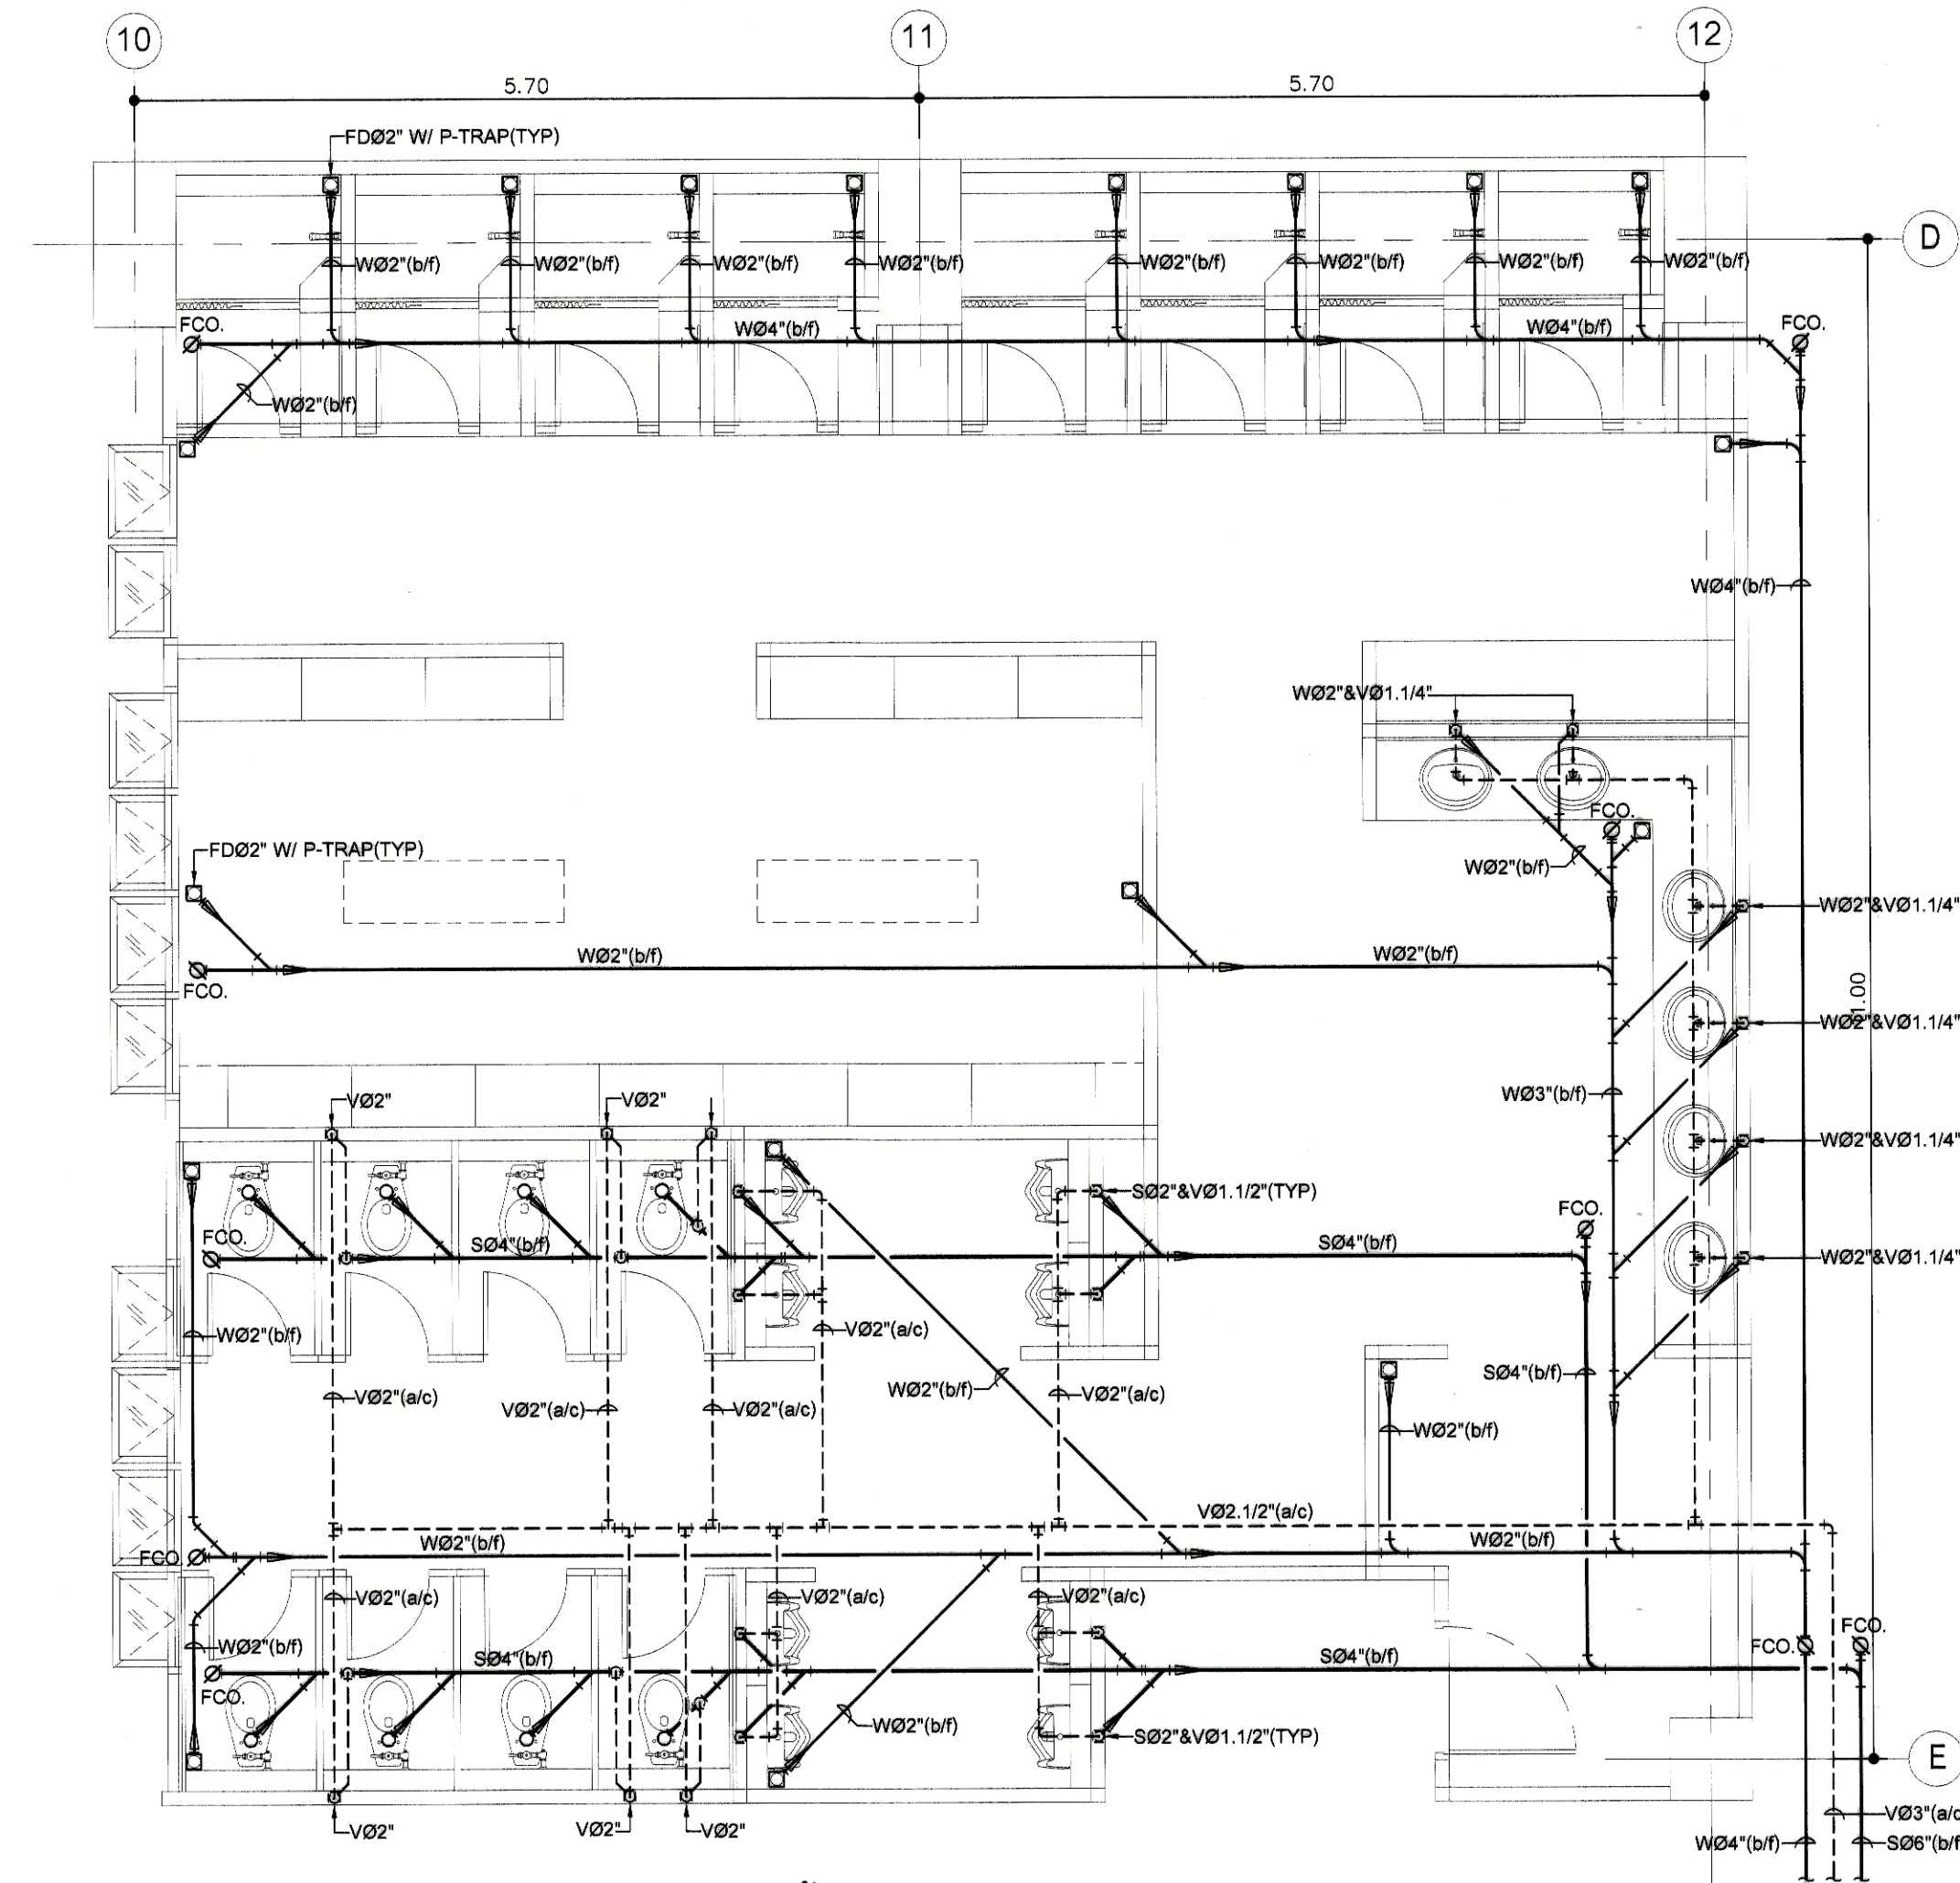 10
11
12
5.70
5.70
FDØ2" W/ P-TRAP(TYP)
D
WØ2"(b/f)
WØ2"(b/f)
WØ2"(b/f)
WØ2"(b/f)
WØ2"(b/f)
WØ2"(b/f)
WØ2"(b/f)
WØ2"(b/f)
FCO.
WØ4"(b/f)
WØ4"(b/f)
FCO.
WØ2"(b/f)
WØ4"(b/f)
WØ2"&VØ1.1/4"
FCO.
FDØ2" W/ P-TRAP(TYP)
WØ2"(b/f)
WØ2"&VØ1.1/4"
WØ2"(b/f)
WØ2"(b/f)
FCO.
1.00
WØ2"&VØ1.1/4"
VØ2"
VØ2"
WØ3"(b/f)
WØ2"&VØ1.1/4"
SØ2"&VØ1.1/2"(TYP)
FCO.
FCO.
SØ4"(b/f)
SØ4"(b/f)
WØ2"&VØ1.1/4"
WØ2"(b/f)
VØ2"(a/c)
VØ2"(a/c)
VØ2"(a/c)
VØ2"(a/c)
WØ2"(b/f)
VØ2"(a/c)
SØ4"(b/f)
WØ2"(b/f)
VØ2.1/2"(a/c)
FCO.
WØ2"(b/f)
WØ2"(b/f)
VØ2"(a/c)
VØ2"(a/c)
VØ2"(a/c)
WØ2"(b/f)
SØ4"(b/f)
SØ4"(b/f)
FCO.
FCO.
FCO.
WØ2"(b/f)
SØ2"&VØ1.1/2"(TYP)
E
VØ2"
VØ2"
VØ2"
VØ3"(a/c
WØ4"(b/f)
SØ6"(b/f